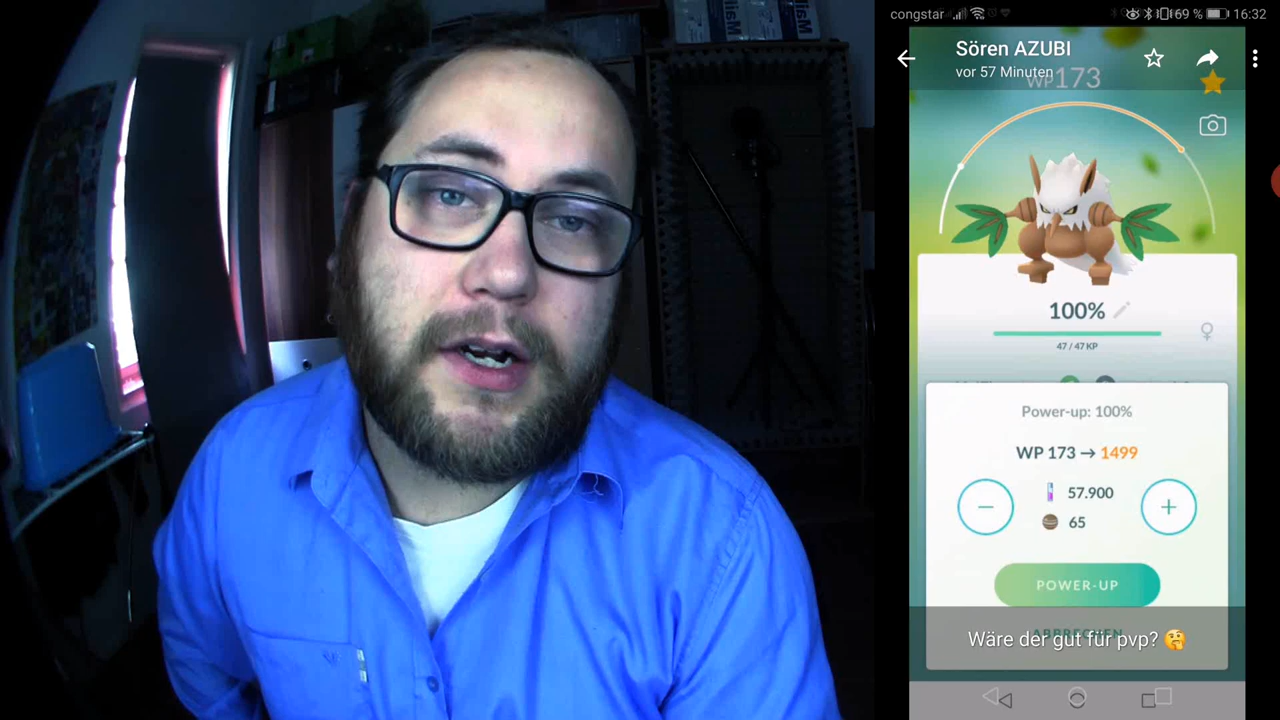 congstar
69 % 16:32
Sören AZUBI
vor 57 Minuten
WP173
100%
47 / 47 KP
Power-up: 100%
WP 173 → 1499
57.900
65
POWER-UP
ABBRECHEN
Wäre der gut für pvp? 🤔